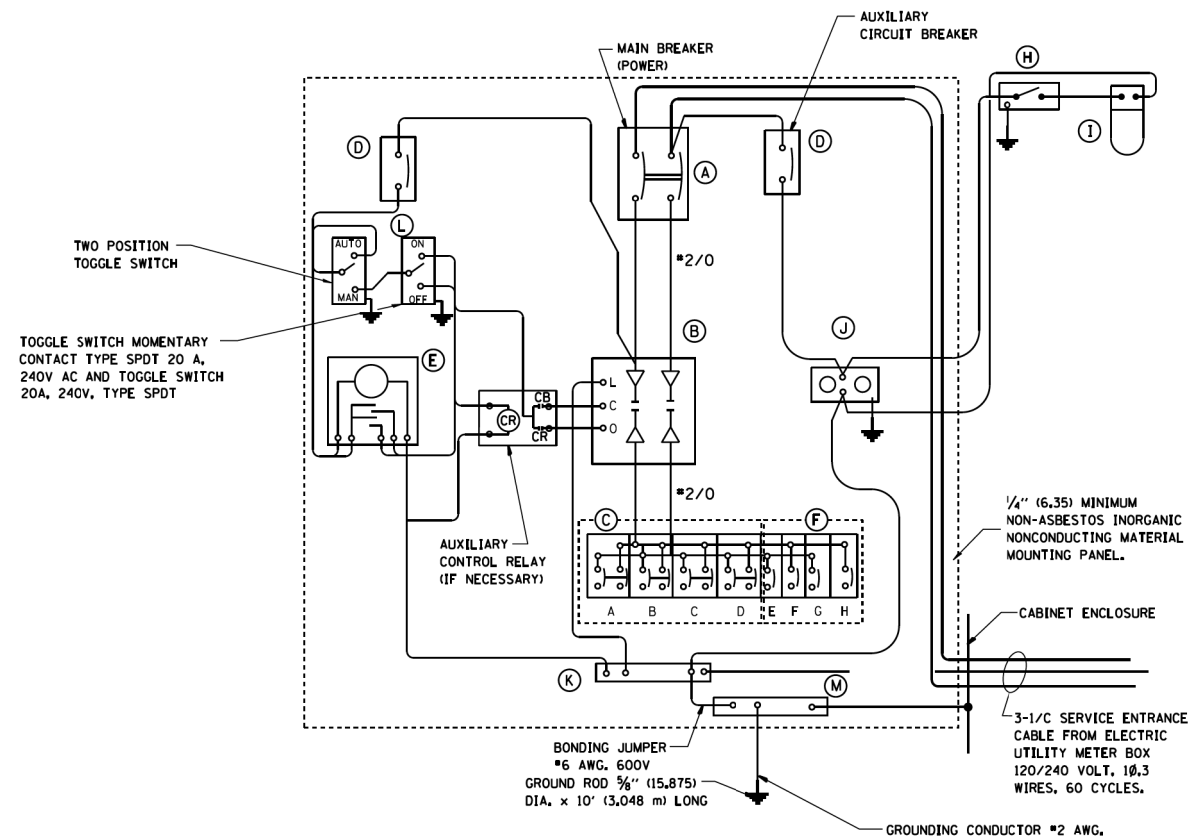 AUXILIARY
CIRCUIT BREAKER
MAIN BREAKER
(POWER)
H
I
D
A
D
L
TWO POSITION
TOGGLE SWITCH
AUTO
MAN
ON
OFF
#2/0
B
J
TOGGLE SWITCH MOMENTARY
CONTACT TYPE SPDT 20 A,
240V AC AND TOGGLE SWITCH
20A, 240V, TYPE SPDT
E
CR
CB
CR
L
C
O
#2/0
1/4" (6.35) MINIMUM
NON-ASBESTOS INORGANIC
NONCONDUCTING MATERIAL
MOUNTING PANEL.
AUXILIARY
CONTROL RELAY
(IF NECESSARY)
C
F
A B C D E F G H
CABINET ENCLOSURE
K
M
BONDING JUMPER
#6 AWG. 600V
GROUND ROD 5/8" (15.875)
DIA. x 10' (3.048 m) LONG
3-1/C SERVICE ENTRANCE
CABLE FROM ELECTRIC
UTILITY METER BOX
120/240 VOLT, 1Ø,3
WIRES, 60 CYCLES.
GROUNDING CONDUCTOR #2 AWG.